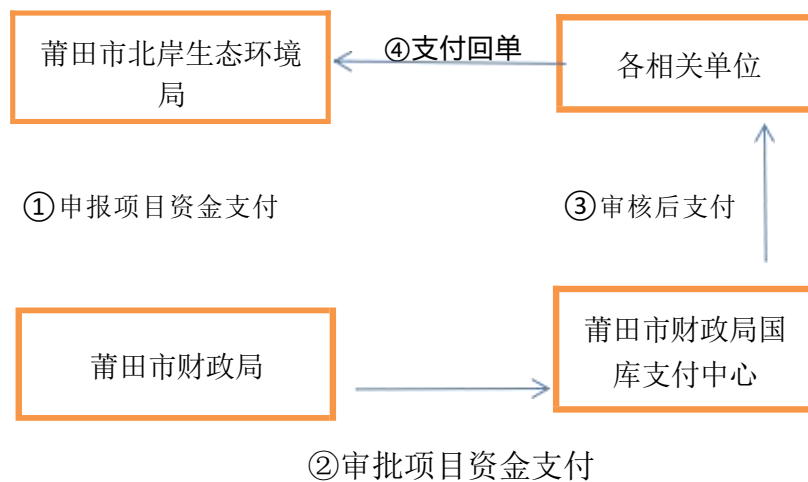 莆田市北岸生态环境
局
④支付回单
各相关单位
①申报项目资金支付
③审核后支付
莆田市财政局
莆田市财政局国
库支付中心
②审批项目资金支付